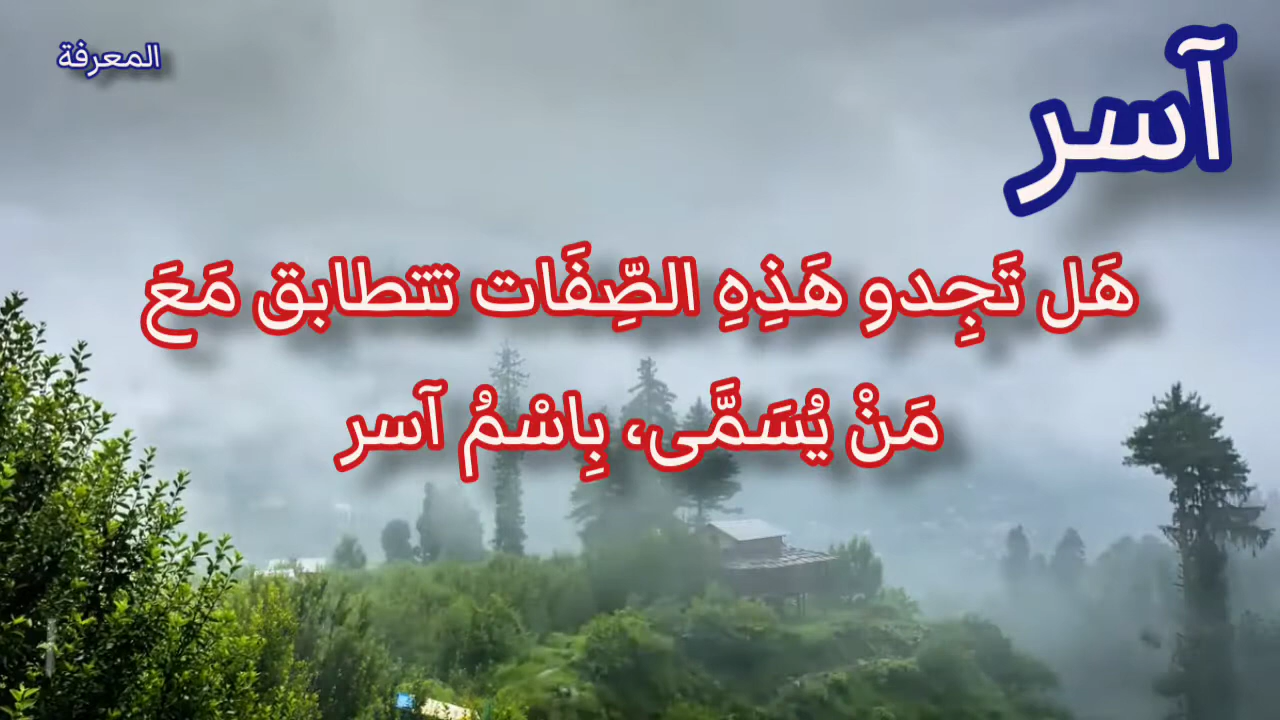 المعرفة
آسر
هَل تَجِدو هَذِهِ الصِّفَات تتطابق مَعَ
مَنْ يُسَمَّى، بِاسْمُ آسر